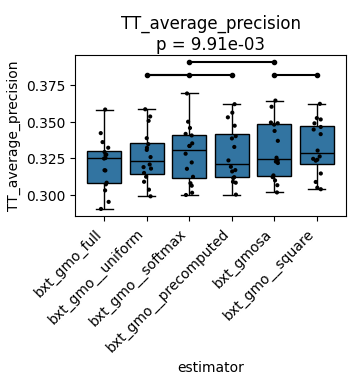 TT_average_precision
p = 9.91e-03
TT_average_precision
0.375
0.350
0.325
0.300
bxt_gmo_full
bxt_gmo__uniform
bxt_gmo__softmax
bxt_gmo__precomputed
bxt_gmosa
bxt_gmo__square
estimator